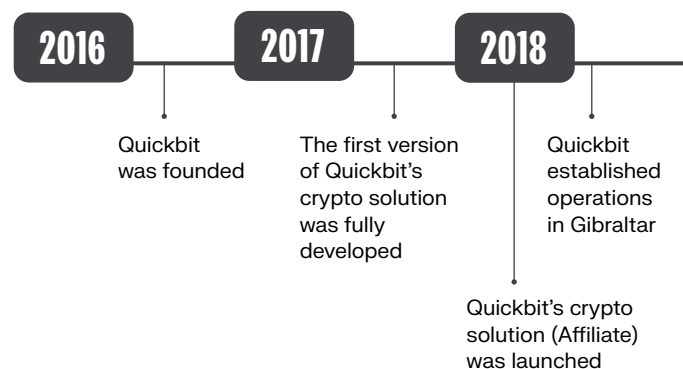 2016
2017
2018
Quickbit
was founded
The first version
of Quickbit’s
crypto solution
was fully
developed
Quickbit
established
operations
in Gibraltar
Quickbit’s crypto
solution (Affiliate)
was launched